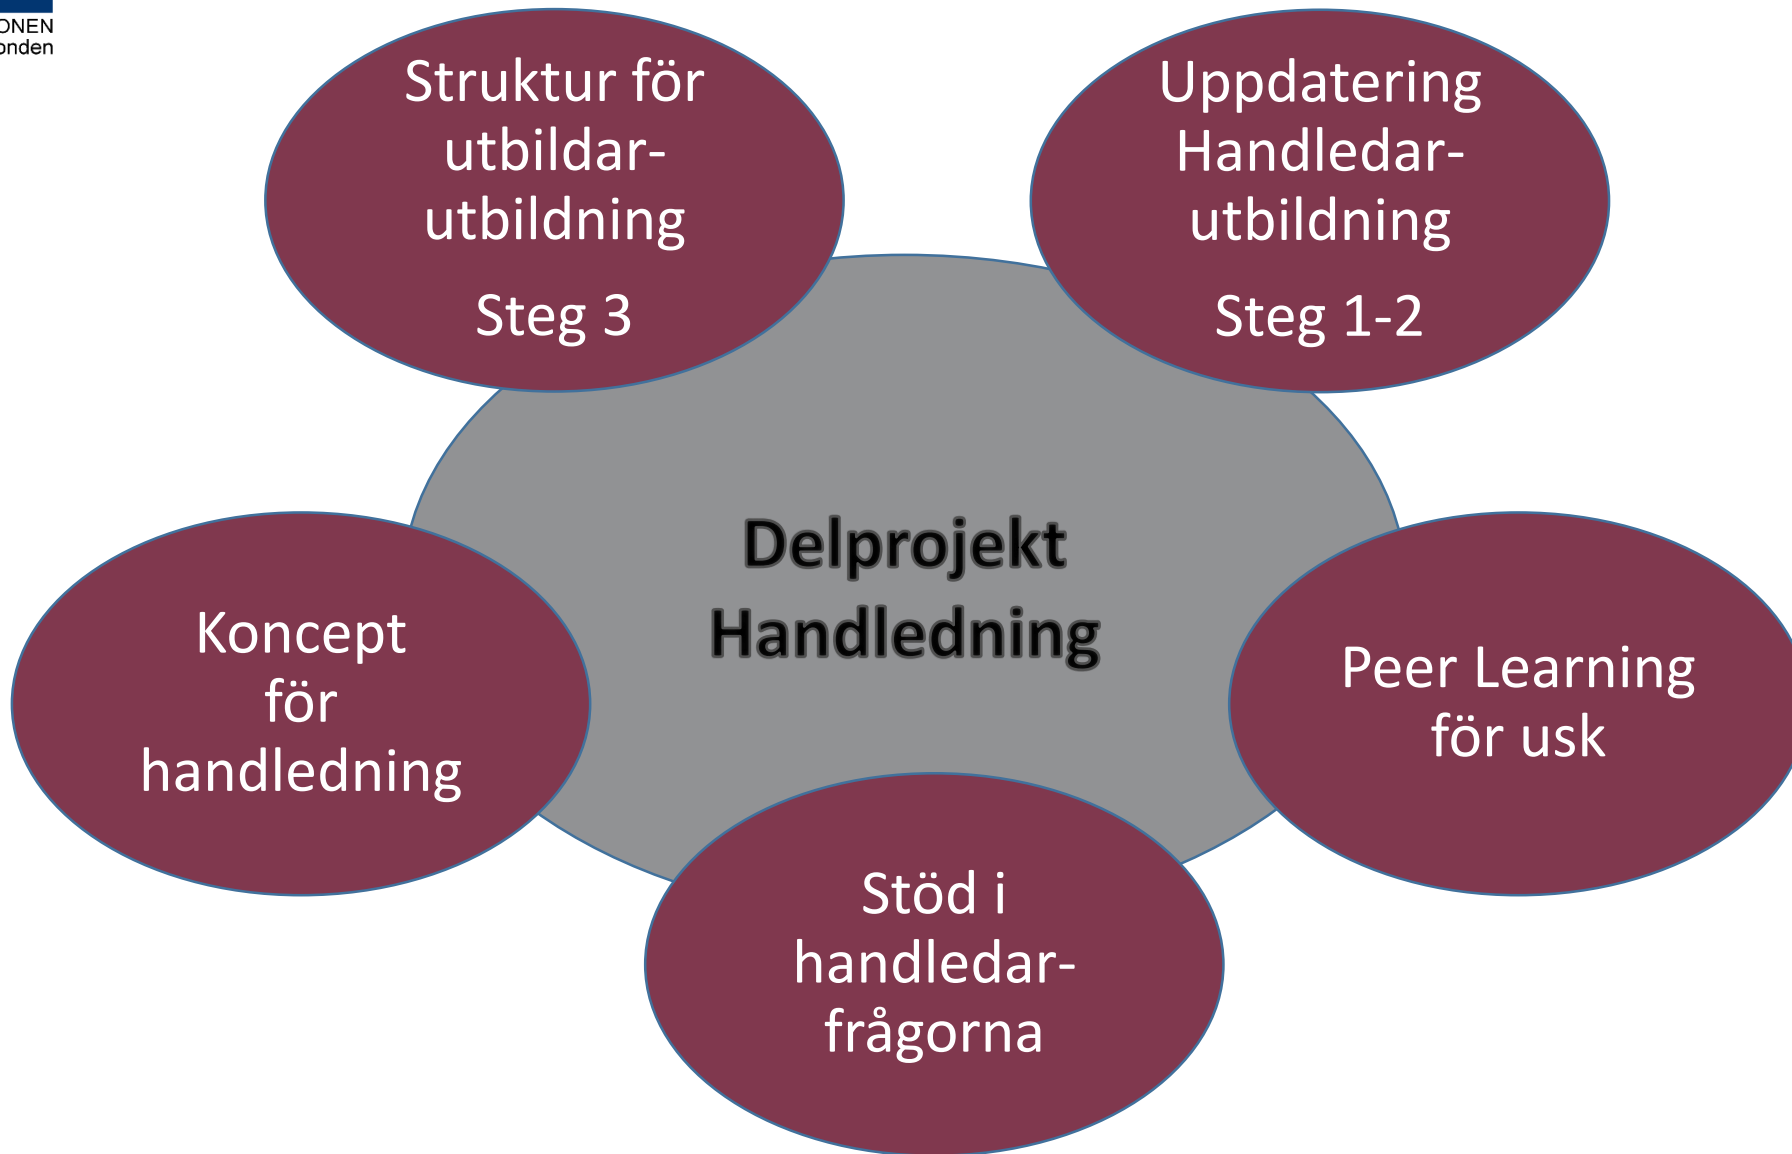 ONEN
onden
Struktur för
utbildar-
utbildning
Steg 3
Uppdatering
Handledar-
utbildning
Steg 1-2
Delprojekt
Handledning
Koncept
för
handledning
Peer Learning
för usk
Stöd i
handledar-
frågorna